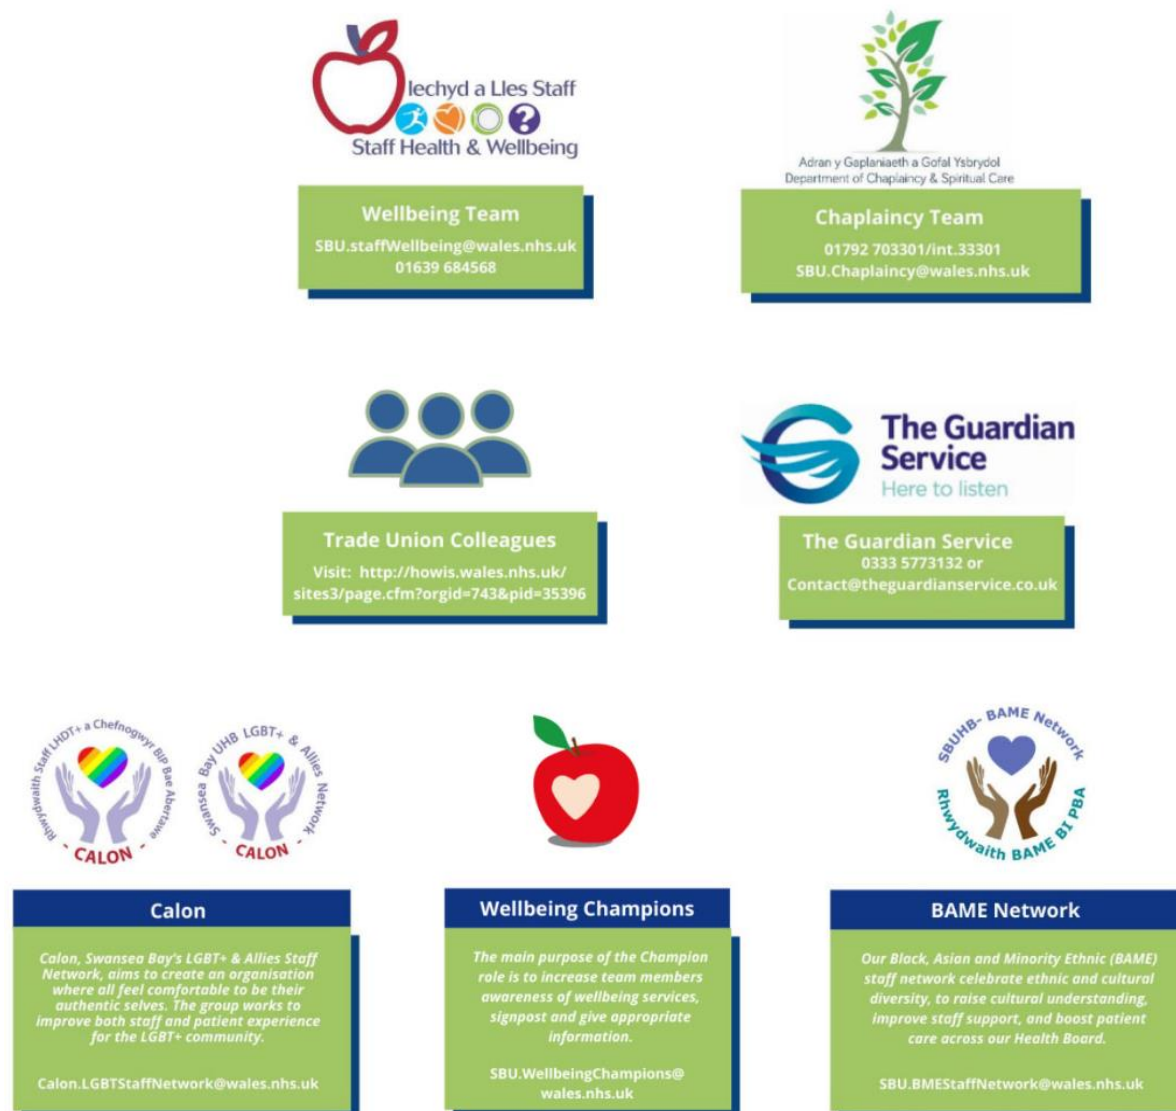 Iechyd a Lles Staff
Staff Health & Wellbeing
Wellbeing Team
SBU.staffWellbeing@wales.nhs.uk
01639 684568
Adran y Gaplaniaeth a Gofal Ysbrydol
Department of Chaplaincy & Spiritual Care
Chaplaincy Team
01792 703301/int.33301
SBU.Chaplaincy@wales.nhs.uk
Trade Union Colleagues
Visit: http://howis.wales.nhs.uk/
sites3/page.cfm?orgid=743&pid=35396
The Guardian
Service
Here to listen
The Guardian Service
0333 5773132 or
Contact@theguardianservice.co.uk
Rhwydwaith Staff LHDT+ a Chefnogwyr BIP Bae Abertawe
- CALON -
Swansea Bay UHB LGBT+ & Allies Network
- CALON -
Calon
Calon, Swansea Bay's LGBT+ & Allies Staff
Network, aims to create an organisation
where all feel comfortable to be their
authentic selves. The group works to
improve both staff and patient experience
for the LGBT+ community.
Calon.LGBTStaffNetwork@wales.nhs.uk
Wellbeing Champions
The main purpose of the Champion
role is to increase team members
awareness of wellbeing services,
signpost and give appropriate
information.
SBU.WellbeingChampions@
wales.nhs.uk
SBUHB- BAME Network
Rhwydwaith BAME BI PBA
BAME Network
Our Black, Asian and Minority Ethnic (BAME)
staff network celebrate ethnic and cultural
diversity, to raise cultural understanding,
improve staff support, and boost patient
care across our Health Board.
SBU.BMEStaffNetwork@wales.nhs.uk